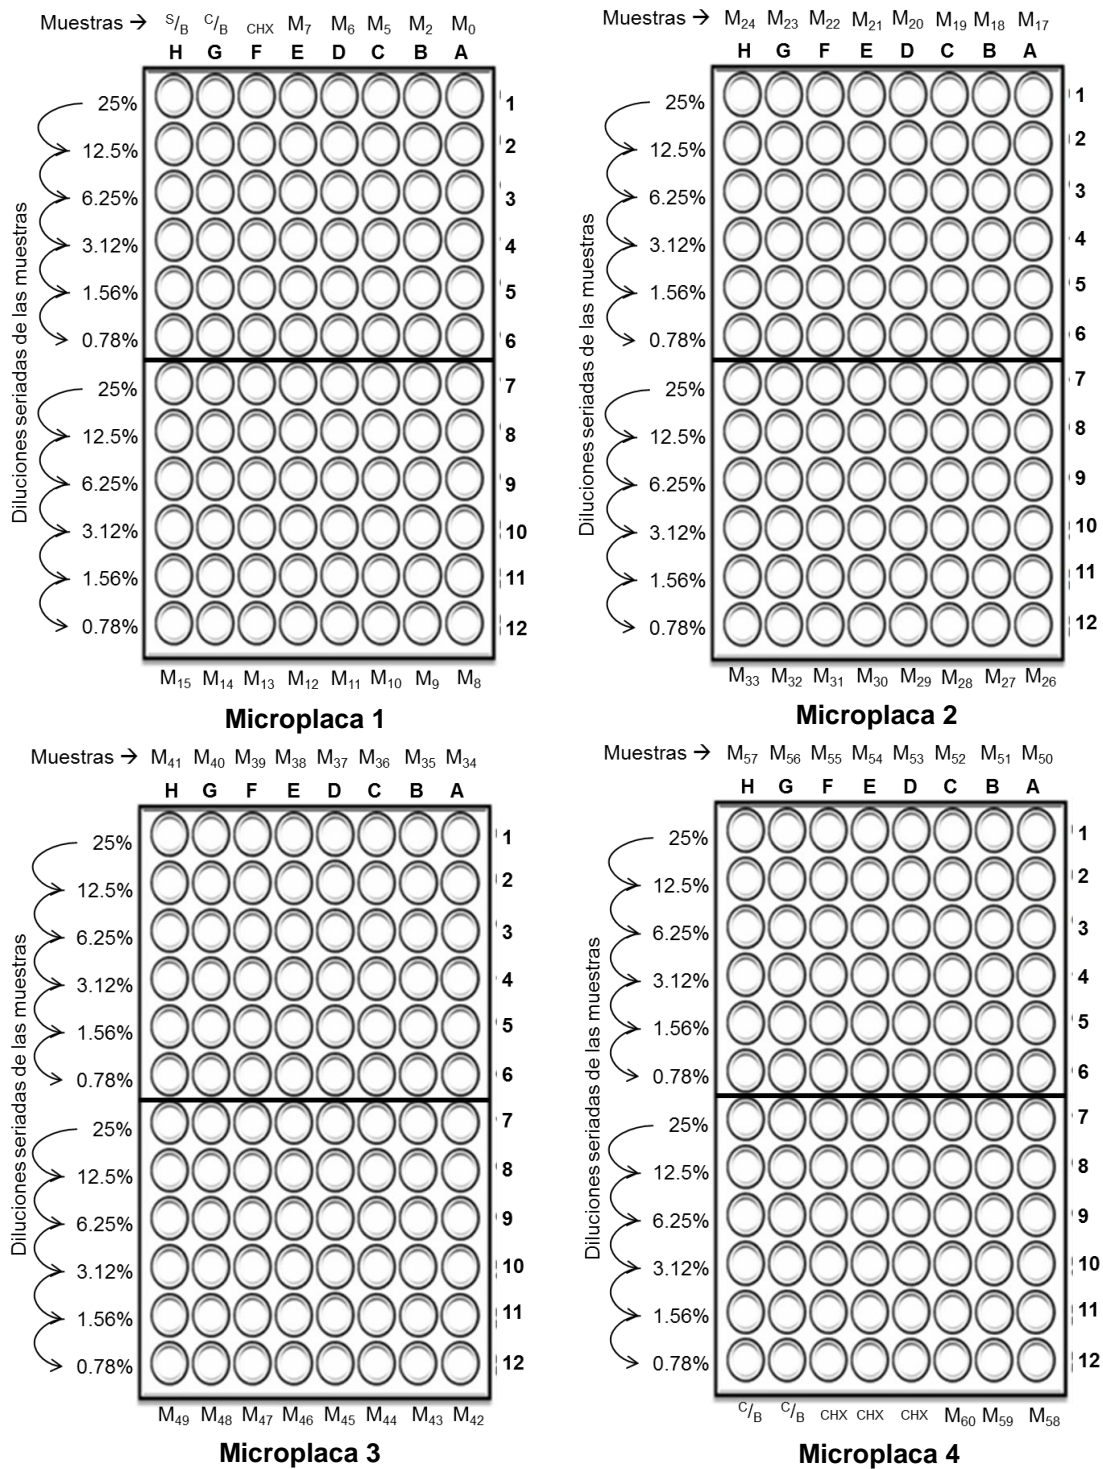 Muestras → S/B C/B CHX M7 M6 M5 M2 M0
H G F E D C B A
Diluciones seriadas de las muestras
25% 1
12.5% 2
6.25% 3
3.12% 4
1.56% 5
0.78% 6
25% 7
12.5% 8
6.25% 9
3.12% 10
1.56% 11
0.78% 12
M15 M14 M13 M12 M11 M10 M9 M8
Microplaca 1
Muestras → M24 M23 M22 M21 M20 M19 M18 M17
H G F E D C B A
Diluciones seriadas de las muestras
25% 1
12.5% 2
6.25% 3
3.12% 4
1.56% 5
0.78% 6
25% 7
12.5% 8
6.25% 9
3.12% 10
1.56% 11
0.78% 12
M33 M32 M31 M30 M29 M28 M27 M26
Microplaca 2
Muestras → M41 M40 M39 M38 M37 M36 M35 M34
H G F E D C B A
Diluciones seriadas de las muestras
25% 1
12.5% 2
6.25% 3
3.12% 4
1.56% 5
0.78% 6
25% 7
12.5% 8
6.25% 9
3.12% 10
1.56% 11
0.78% 12
M49 M48 M47 M46 M45 M44 M43 M42
Microplaca 3
Muestras → M57 M56 M55 M54 M53 M52 M51 M50
H G F E D C B A
Diluciones seriadas de las muestras
25% 1
12.5% 2
6.25% 3
3.12% 4
1.56% 5
0.78% 6
25% 7
12.5% 8
6.25% 9
3.12% 10
1.56% 11
0.78% 12
C/B C/B CHX CHX CHX M60 M59 M58
Microplaca 4